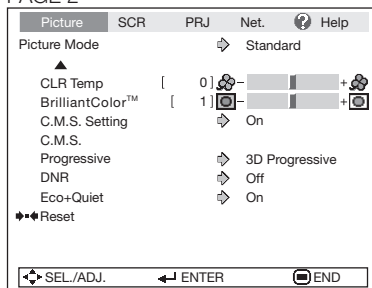 PAGE 2
Picture SCR PRJ Net. ? Help
Picture Mode Standard
CLR Temp [ 0] - +
BrilliantColor™ [ 1] - +
C.M.S. Setting On
C.M.S.
Progressive 3D Progressive
DNR Off
Eco+Quiet On
Reset
SEL./ADJ. ENTER END